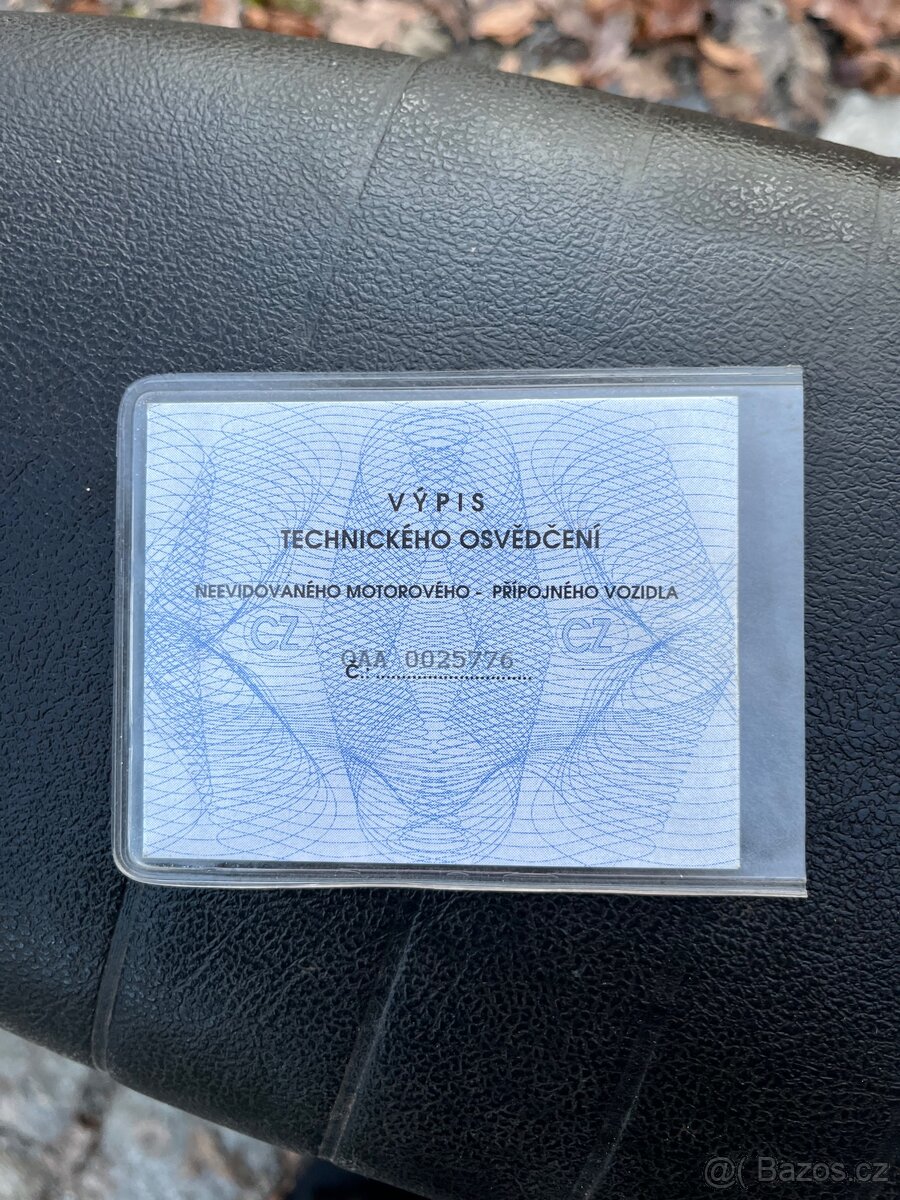 VÝPIS
TECHNICKÉHO OSVĚDČENÍ
NEEVIDOVANÉHO MOTOROVÉHO - PŘÍPOJNÉHO VOZIDLA
CZ CZ
QAA 0025776
Č.:
@( Bazos.cz